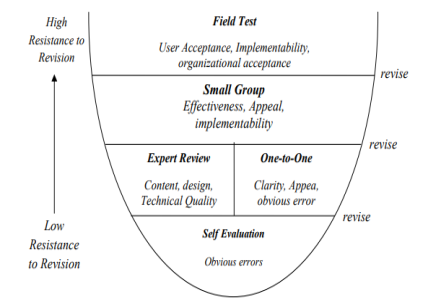 High
Resistance to
Revision
Field Test
User Acceptance, Implementability,
organizational acceptance
revise
Small Group
Effectiveness, Appeal,
implementability
revise
Expert Review
One-to-One
Content, design,
Technical Quality
Clarity, Appea,
obvious error
revise
Low
Resistance
to Revision
Self Evaluation
Obvious errors